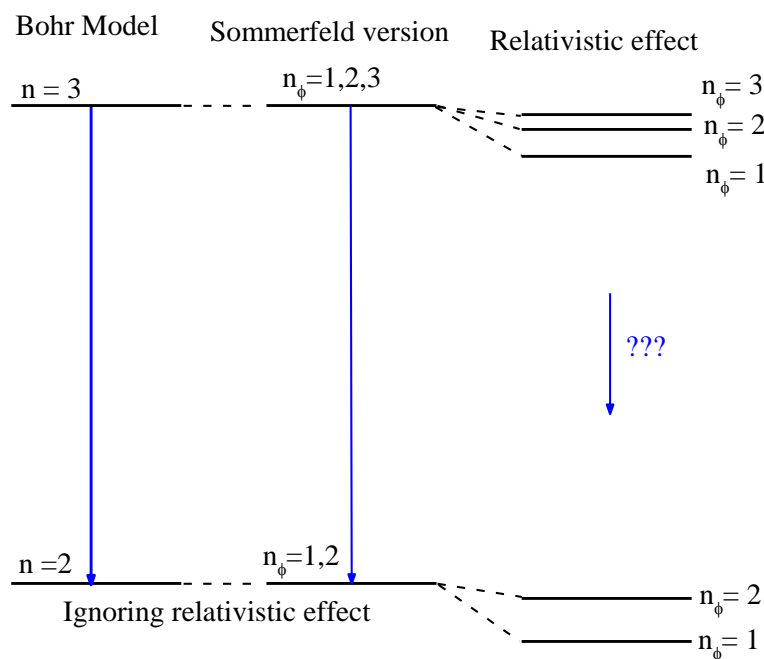 Bohr Model
Sommerfeld version
Relativistic effect
n = 3
nϕ=1,2,3
nϕ= 3
nϕ= 2
nϕ= 1
???
n =2
nϕ=1,2
nϕ= 2
nϕ= 1
Ignoring relativistic effect